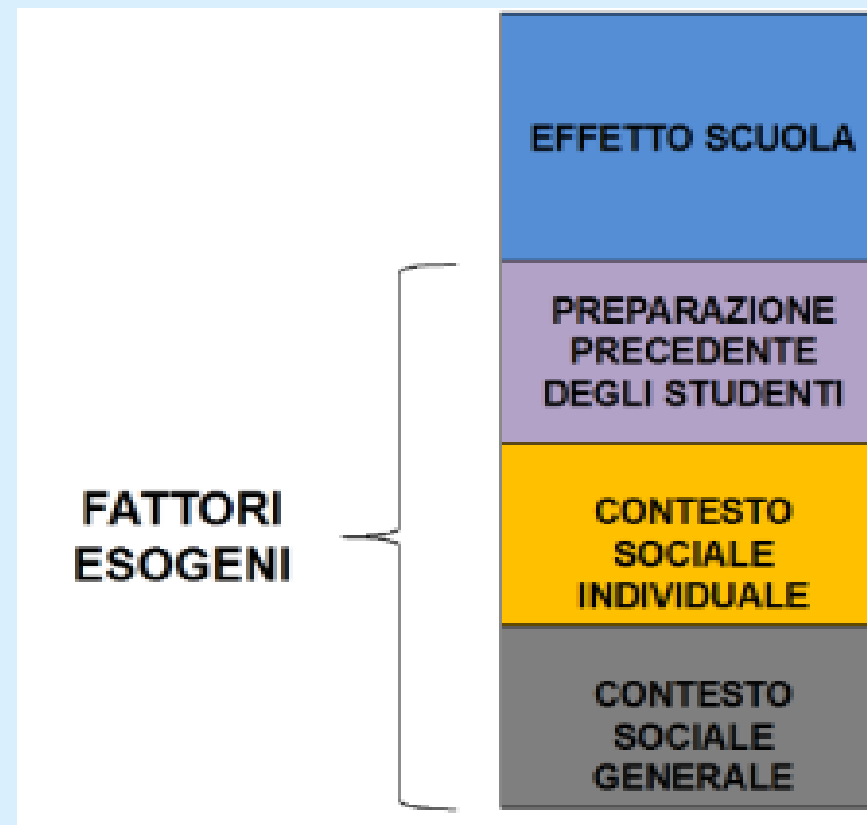 EFFETTO SCUOLA
PREPARAZIONE
PRECEDENTE
DEGLI STUDENTI
FATTORI
ESOGENI
CONTESTO
SOCIALE
INDIVIDUALE
CONTESTO
SOCIALE
GENERALE